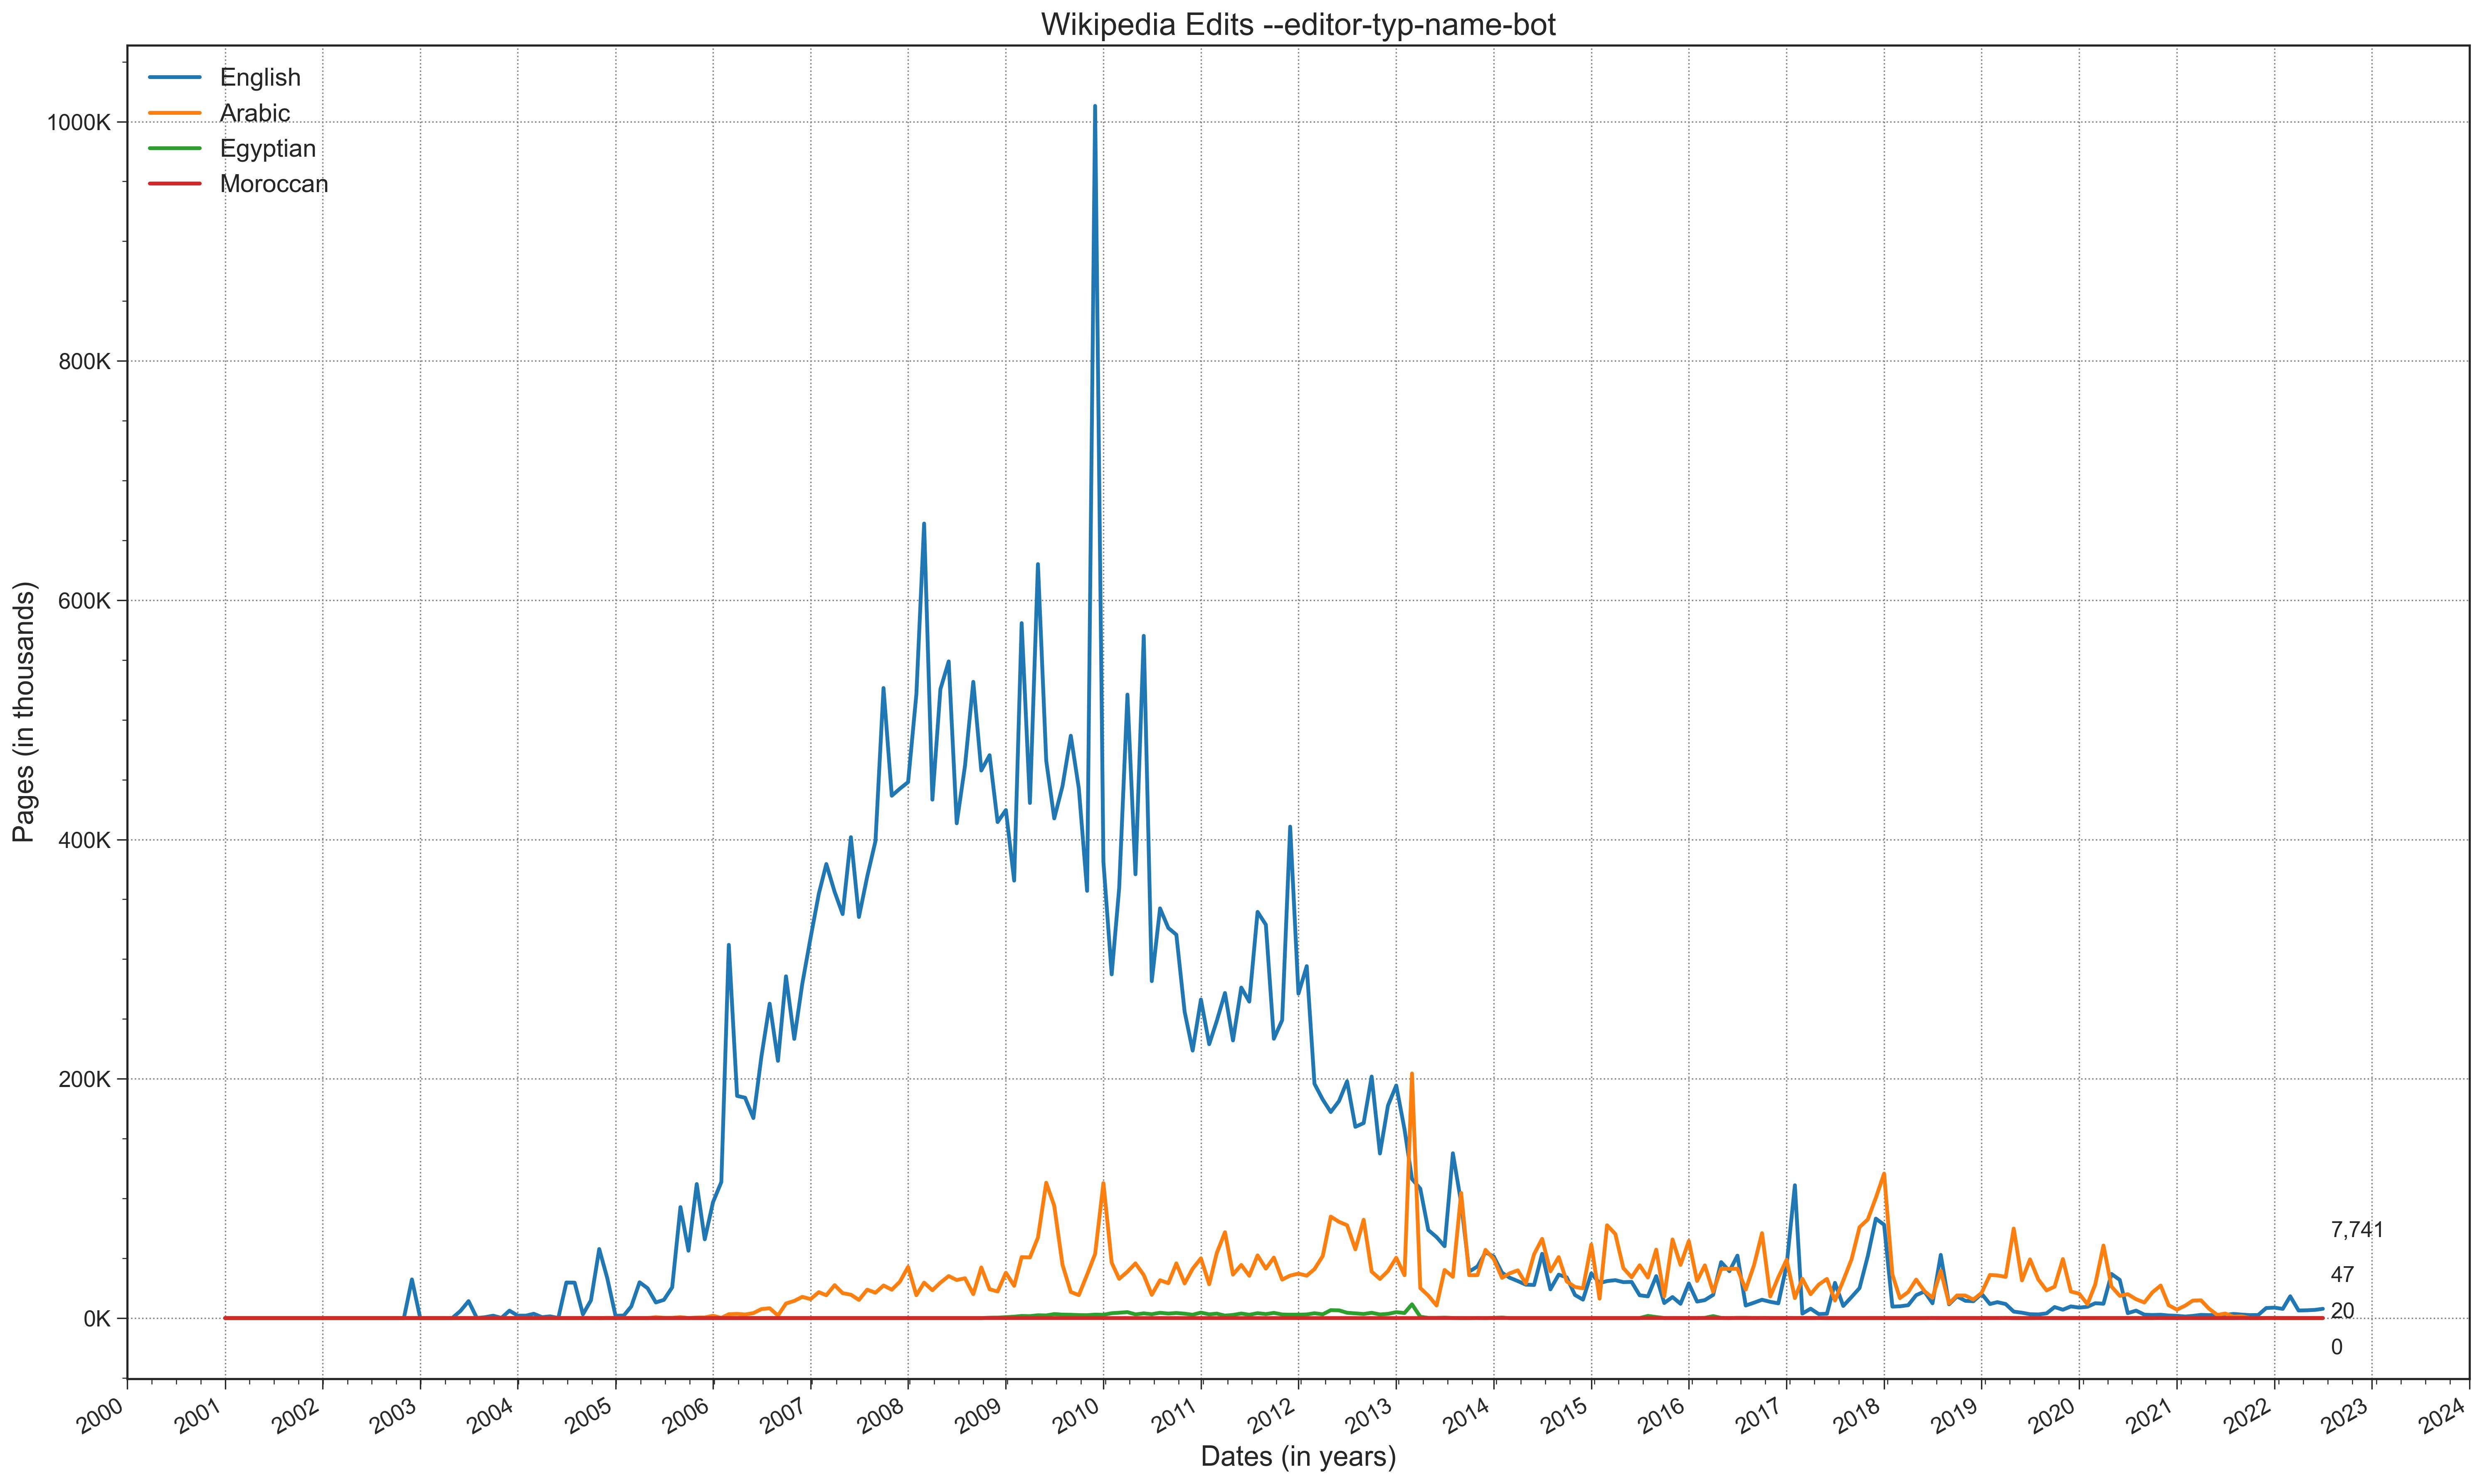 Wikipedia Edits --editor-typ-name-bot
English
Arabic
Egyptian
Moroccan
1000K
800K
600K
400K
200K
0K
Pages (in thousands)
7,741
47
20
0
2000 2001 2002 2003 2004 2005 2006 2007 2008 2009 2010 2011 2012 2013 2014 2015 2016 2017 2018 2019 2020 2021 2022 2023 2024
Dates (in years)